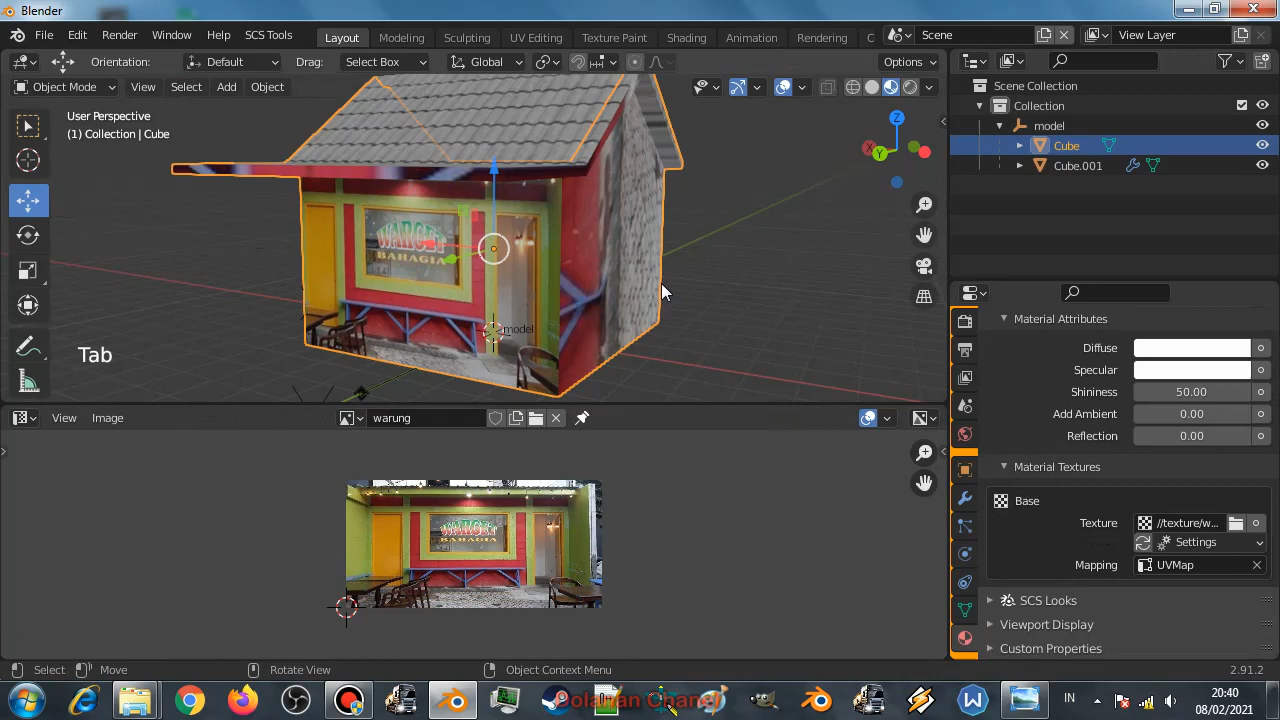 Blender
File Edit Render Window Help SCS Tools Layout Modeling Sculpting UV Editing Texture Paint Shading Animation Rendering C Scene View Layer
Orientation: Default Drag: Select Box Global Options
Object Mode View Select Add Object
User Perspective
(1) Collection | Cube
Z
X
Y
WARGET
BAHAGIA
model
Tab
Scene Collection
Collection
model
Cube
Cube.001
Material Attributes
Diffuse
Specular
Shininess 50.00
Add Ambient 0.00
Reflection 0.00
Material Textures
Base
Texture //texture/w...
Settings
Mapping UVMap
SCS Looks
Viewport Display
Custom Properties
View Image warung
WARGET
BAHAGIA
Select Move Rotate View Object Context Menu 2.91.2
Dolanan Chanel
IN
20:40
08/02/2021